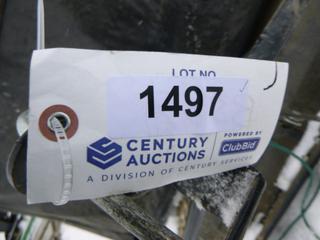 LOT NO.
1497
CENTURY
AUCTIONS
POWERED BY
ClubBid
A DIVISION OF CENTURY SERVICES